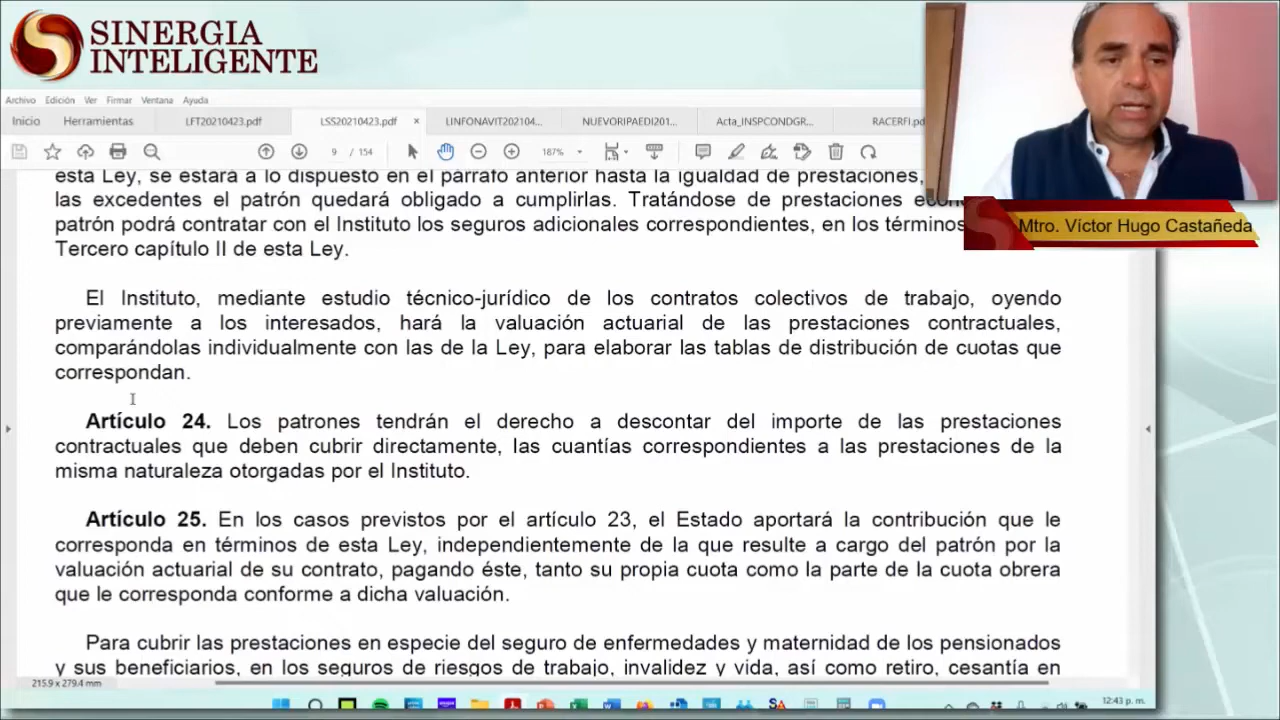 SINERGIA
INTELIGENTE
Archivo Edición Ver Firmar Ventana Ayuda
Inicio Herramientas LFT20210423.pdf LSS20210423.pdf × LINFONAVIT202104... NUEVORIPAEDI201... Acta_INSPCONDGR... RACERFI.pd
9 / 154 187%
esta Ley, se estará a lo dispuesto en el párrafo anterior hasta la igualdad de prestaciones,
las excedentes el patrón quedará obligado a cumplirlas. Tratándose de prestaciones
patrón podrá contratar con el Instituto los seguros adicionales correspondientes, en los términos
Tercero capítulo II de esta Ley.
Mtro. Víctor Hugo Castañeda
El Instituto, mediante estudio técnico-jurídico de los contratos colectivos de trabajo, oyendo
previamente a los interesados, hará la valuación actuarial de las prestaciones contractuales,
comparándolas individualmente con las de la Ley, para elaborar las tablas de distribución de cuotas que
correspondan.
Artículo 24. Los patrones tendrán el derecho a descontar del importe de las prestaciones
contractuales que deben cubrir directamente, las cuantías correspondientes a las prestaciones de la
misma naturaleza otorgadas por el Instituto.
Artículo 25. En los casos previstos por el artículo 23, el Estado aportará la contribución que le
corresponda en términos de esta Ley, independientemente de la que resulte a cargo del patrón por la
valuación actuarial de su contrato, pagando éste, tanto su propia cuota como la parte de la cuota obrera
que le corresponda conforme a dicha valuación.
Para cubrir las prestaciones en especie del seguro de enfermedades y maternidad de los pensionados
y sus beneficiarios, en los seguros de riesgos de trabajo, invalidez y vida, así como retiro, cesantía en
215.9 x 279.4 mm
12:43 p. m.